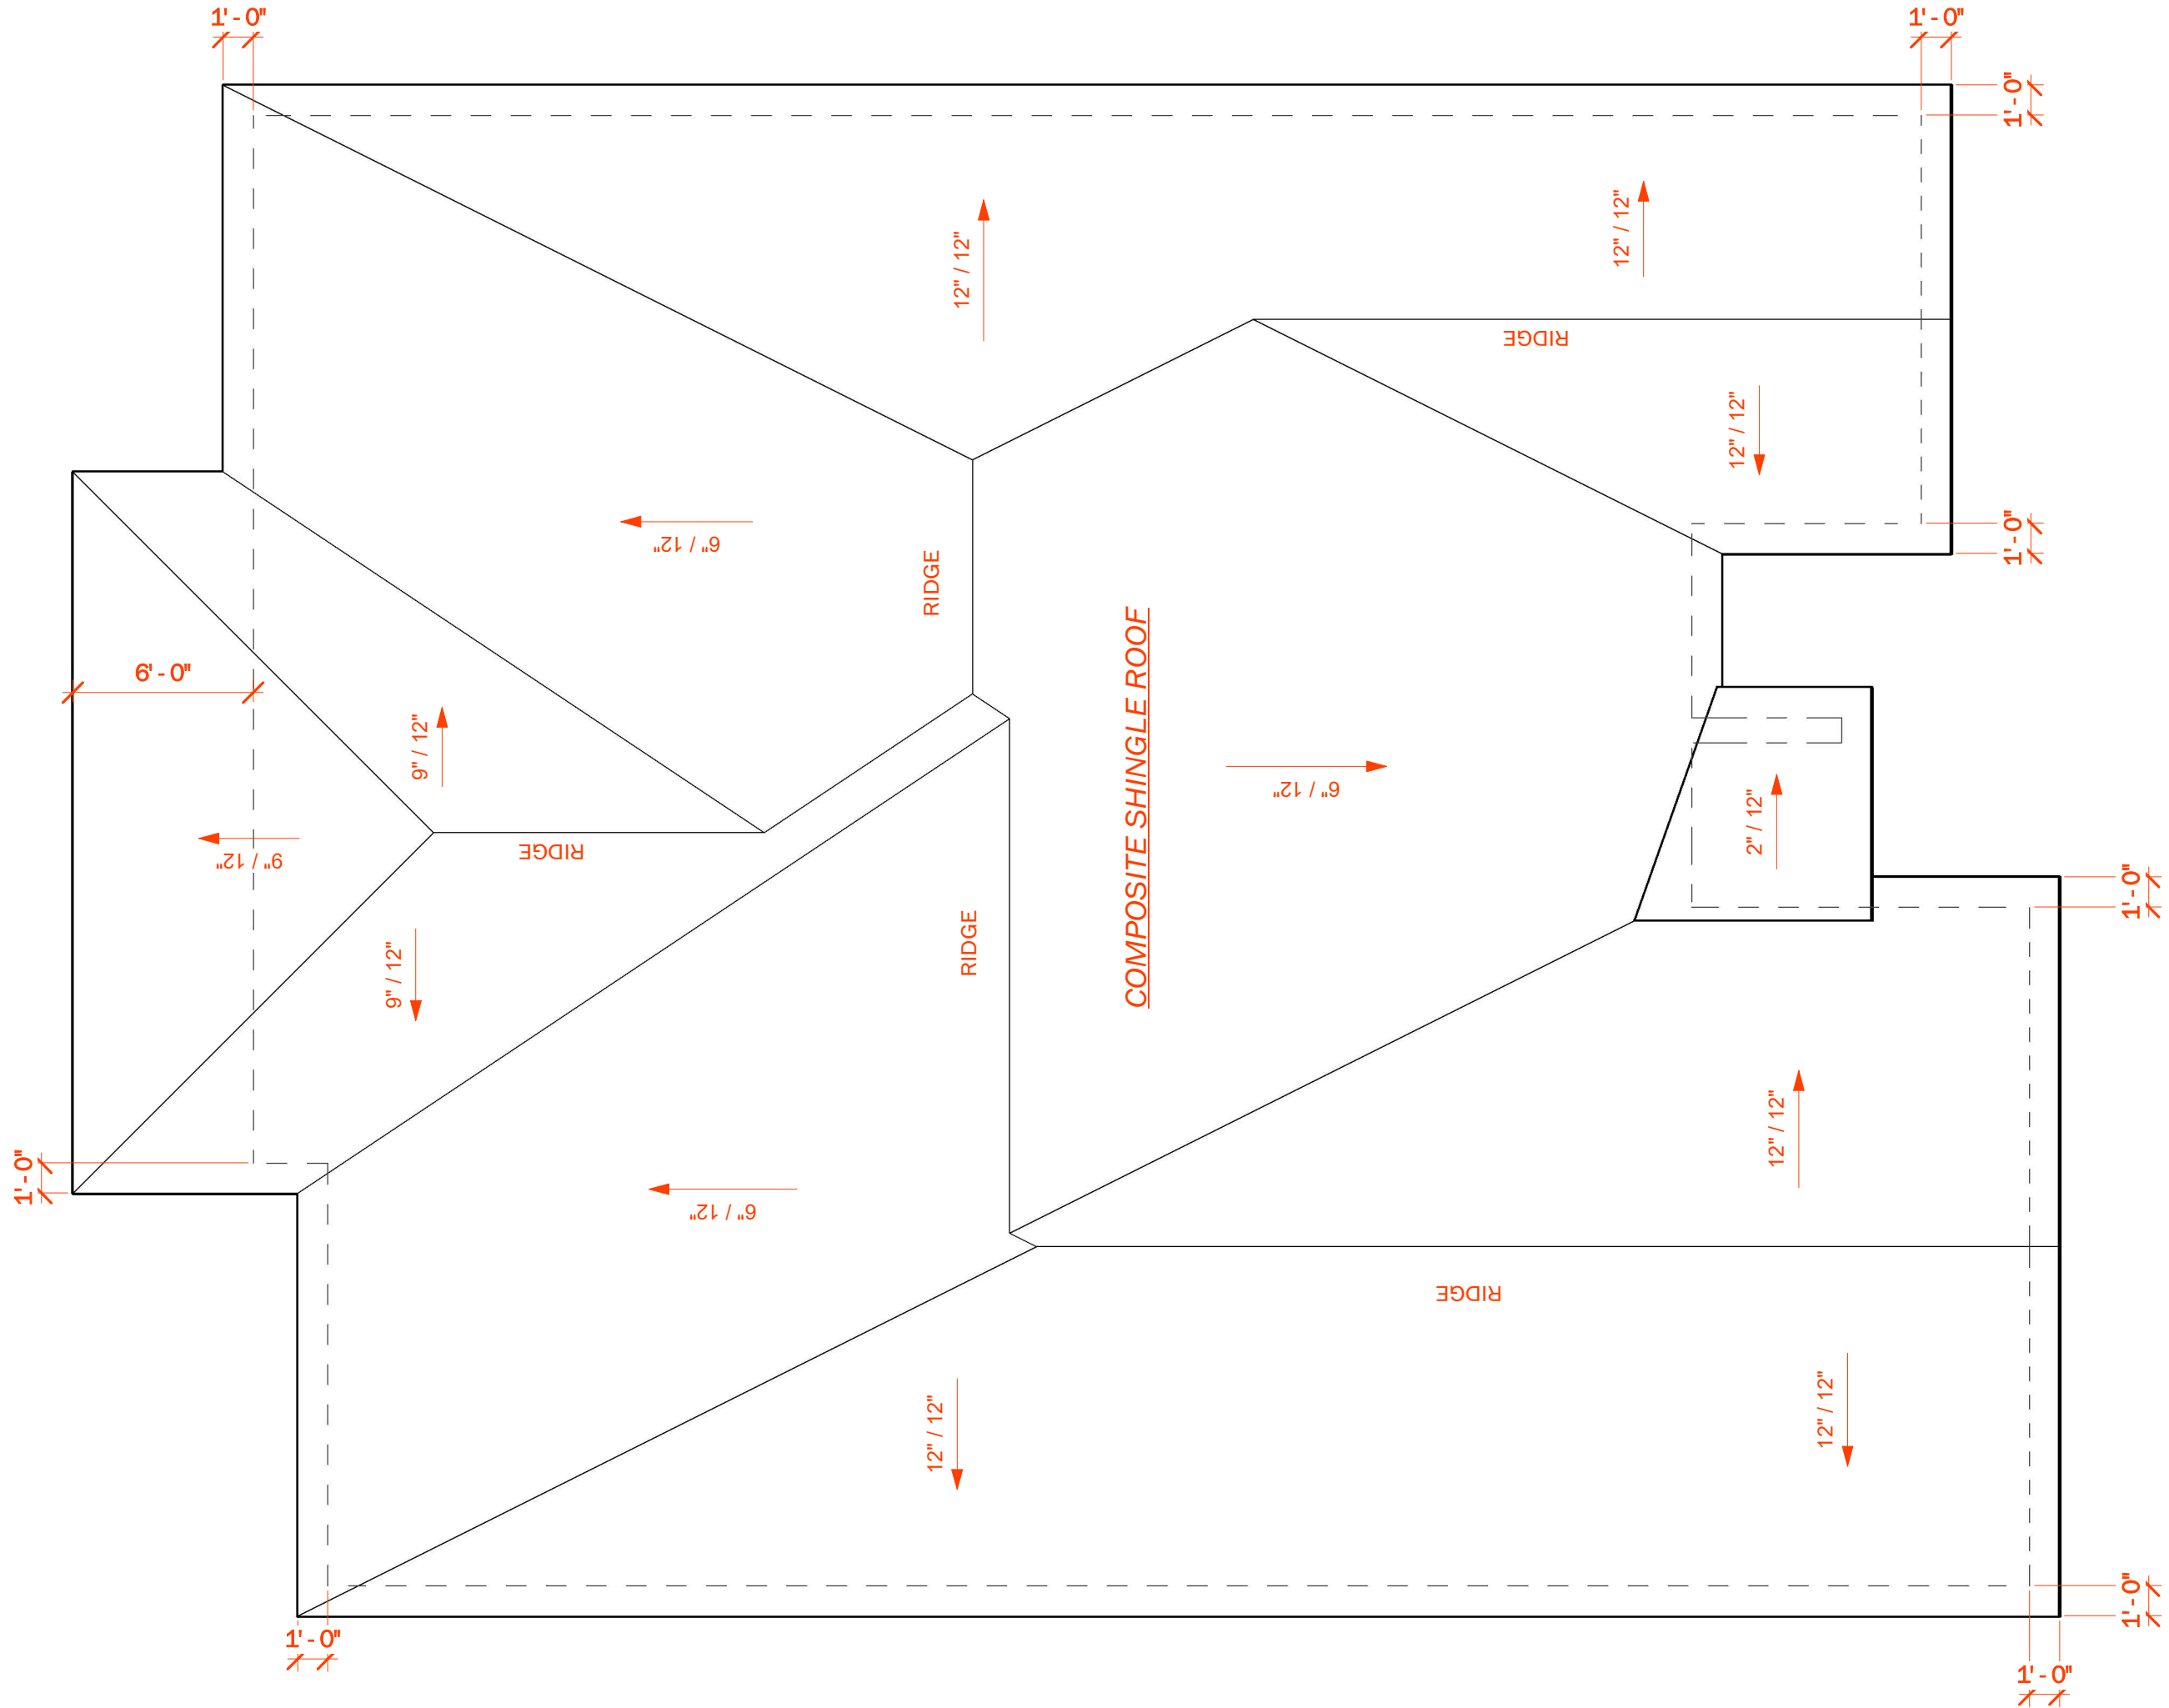 1' - 0"
1' - 0"
1' - 0"
12" / 12"
12" / 12"
RIDGE
12" / 12"
6" / 12"
1' - 0"
RIDGE
6' - 0"
COMPOSITE SHINGLE ROOF
9" / 12"
6" / 12"
2" / 12"
9" / 12"
RIDGE
1' - 0"
9" / 12"
RIDGE
12" / 12"
1' - 0"
6" / 12"
RIDGE
12" / 12"
12" / 12"
1' - 0"
1' - 0"
1' - 0"